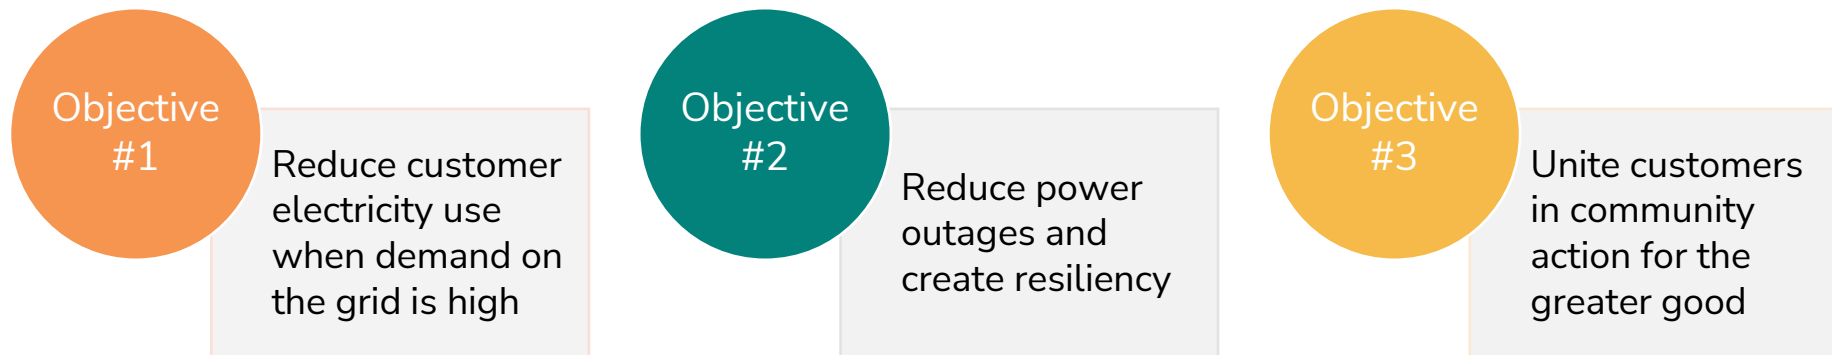 Objective
#1
Reduce customer
electricity use
when demand on
the grid is high
Objective
#2
Reduce power
outages and
create resiliency
Objective
#3
Unite customers
in community
action for the
greater good